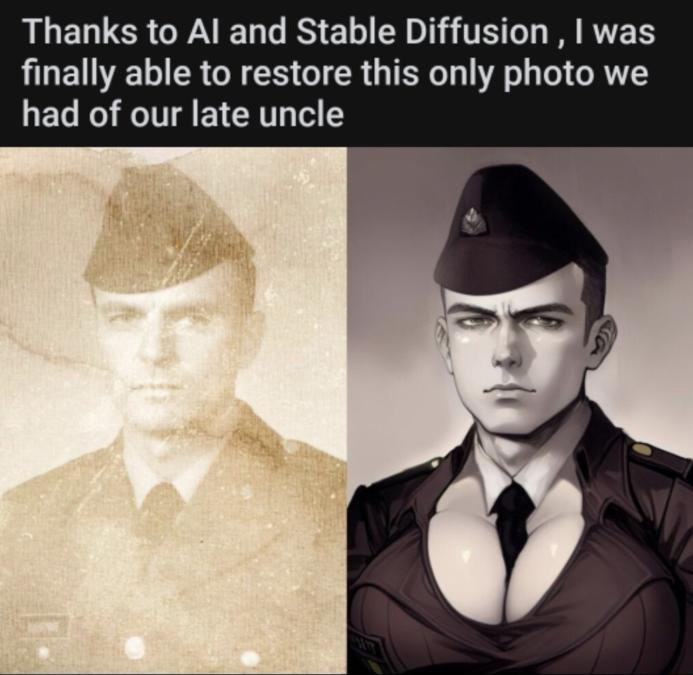 Thanks to AI and Stable Diffusion , I was
finally able to restore this only photo we
had of our late uncle